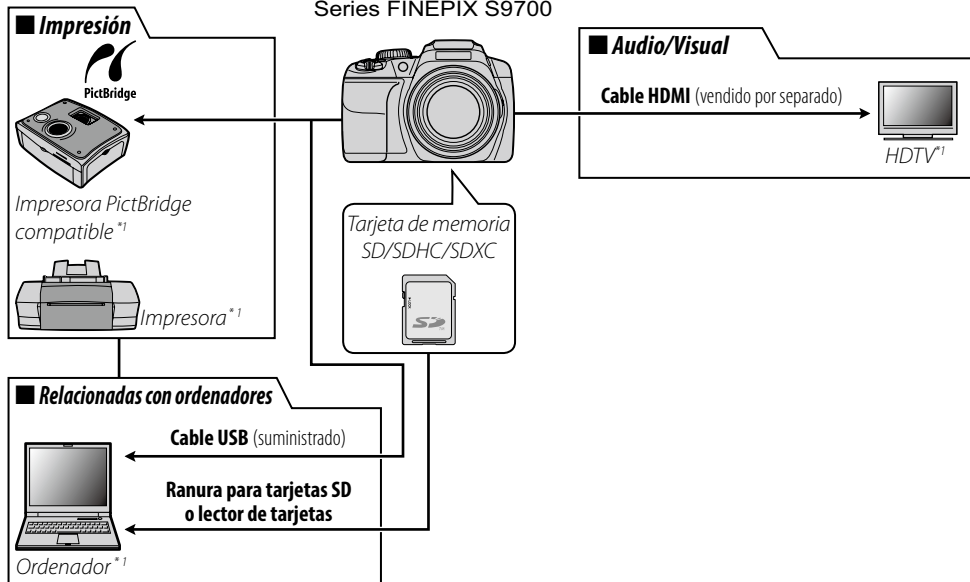 Series FINEPIX S9700
■ Impresión
PictBridge
Impresora PictBridge
compatible *1
Impresora *1
■ Audio/Visual
Cable HDMI (vendido por separado)
HDTV*1
Tarjeta de memoria
SD/SDHC/SDXC
SD
■ Relacionadas con ordenadores
Cable USB (suministrado)
Ranura para tarjetas SD
o lector de tarjetas
Ordenador *1